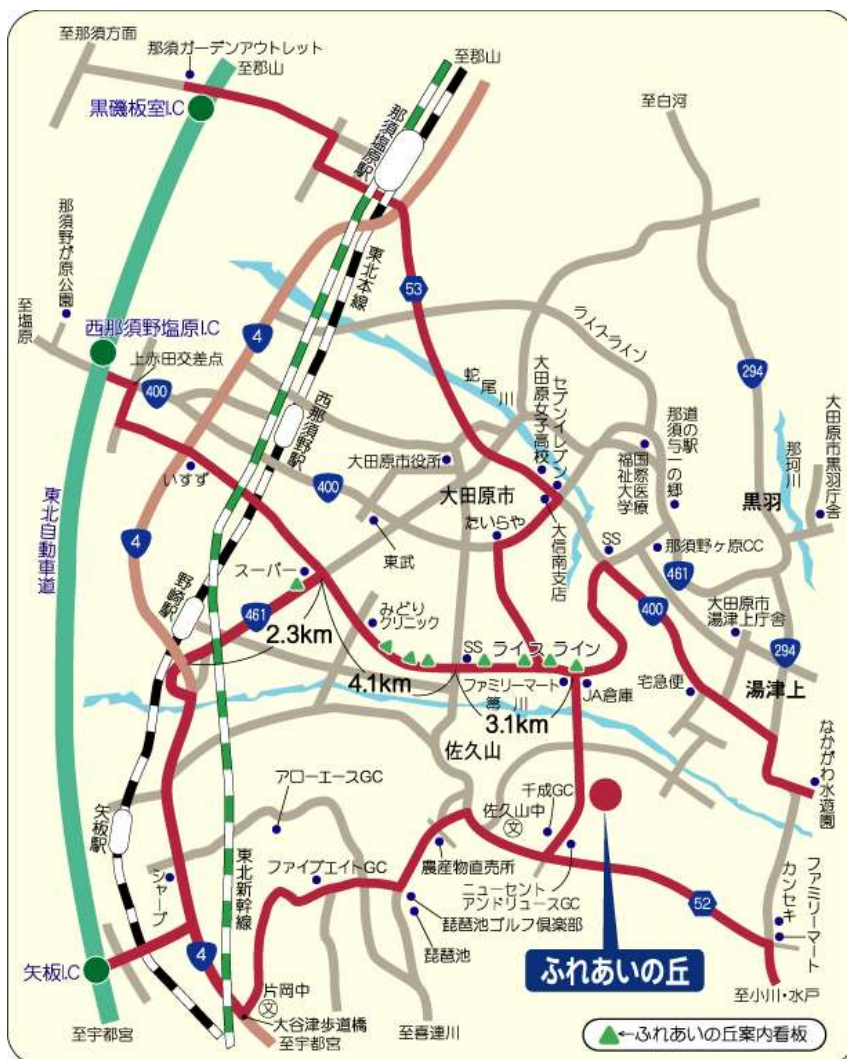 至那須方面
那須ガーデンアウトレット
至郡山
至郡山
黒磯板室I.C
那須塩原駅
至白河
那須野が原公園
東北本線
53
ライスライン
至塩原
西那須野塩原I.C
4
上赤田交差点
400
蛇尾川
大田原女子高校
セブンイレブン
294
道の駅
那須与一の郷
国際医療
福祉大学
大田原市黒羽庁舎
那珂川
西那須野駅
いすず
大田原市役所
400
大田原市
黒羽
たいらや
東北自動車道
4
東武
大信南支店
SS
那須野ヶ原CC
スーパー
461
野崎駅
461
みどり
クリニック
400
大田原市
湯津上庁舎
2.3km
SS
ライスライン
294
4.1km
ファミリーマート
JA倉庫
宅急便
湯津上
箒川
3.1km
佐久山
なかがわ水遊園
アローエースGC
千成GC
佐久山中
文
矢板駅
農産物直売所
シャープ
東北新幹線
ファイブエイトGC
ニューセント
アンドリュースGC
カンセキ
ファミリーマート
琵琶池ゴルフ倶楽部
52
琵琶池
4
矢板I.C
ふれあいの丘
片岡中
文
至小川・水戸
大谷津歩道橋
至宇都宮
至宇都宮
至喜連川
←ふれあいの丘案内看板